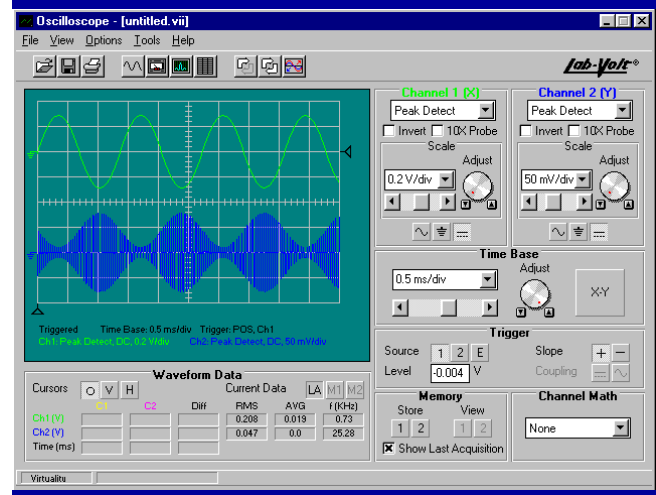 Oscilloscope - [untitled.vii]
File View Options Tools Help
Lab-Volt®
Channel 1 (X)
Peak Detect
Invert 10X Probe
Scale
Adjust
0.2 V/div
Channel 2 (Y)
Peak Detect
Invert 10X Probe
Scale
Adjust
50 mV/div
Time Base
0.5 ms/div
Adjust
X-Y
Triggered Time Base: 0.5 ms/div Trigger: POS, Ch1
Ch1: Peak Detect, DC, 0.2 V/div Ch2: Peak Detect, DC, 50 mV/div
Trigger
Source 1 2 E Slope + -
Level -0.004 V Coupling
Waveform Data
Cursors O V H Current Data LA M1 M2
C1 C2 Diff RMS AVG f (KHz)
Ch1 (V) 0.208 0.019 0.73
Ch2 (V) 0.047 0.0 25.28
Time (ms)
Memory
Store View
1 2 1 2
Show Last Acquisition
Channel Math
None
Virtualitu